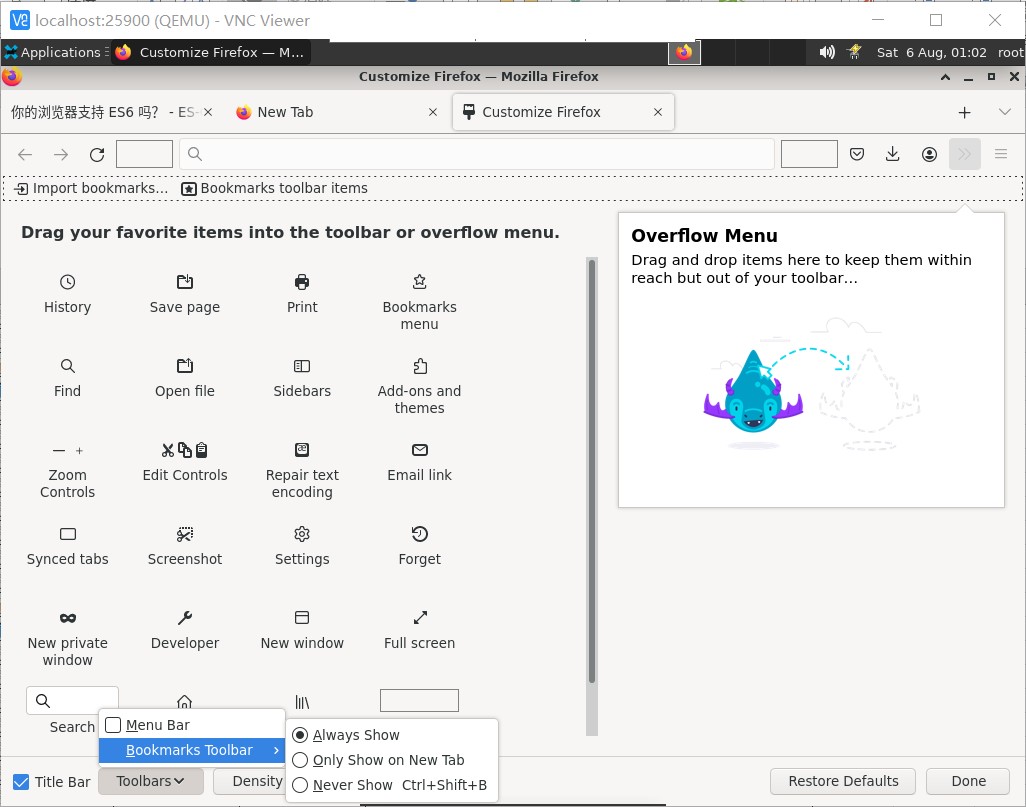 localhost:25900 (QEMU) - VNC Viewer
Applications Customize Firefox — M... Sat 6 Aug, 01:02 root
Customize Firefox — Mozilla Firefox
你的浏览器支持 ES6 吗? - ES- New Tab Customize Firefox
Import bookmarks... Bookmarks toolbar items
Drag your favorite items into the toolbar or overflow menu.
History Save page Print Bookmarks
menu
Find Open file Sidebars Add-ons and
themes
Zoom
Controls
Edit Controls Repair text
encoding
Email link
Synced tabs Screenshot Settings Forget
New private
window
Developer New window Full screen
Search
Overflow Menu
Drag and drop items here to keep them within
reach but out of your toolbar...
Menu Bar
Bookmarks Toolbar
Always Show
Only Show on New Tab
Never Show Ctrl+Shift+B
Title Bar Toolbars Density Restore Defaults Done